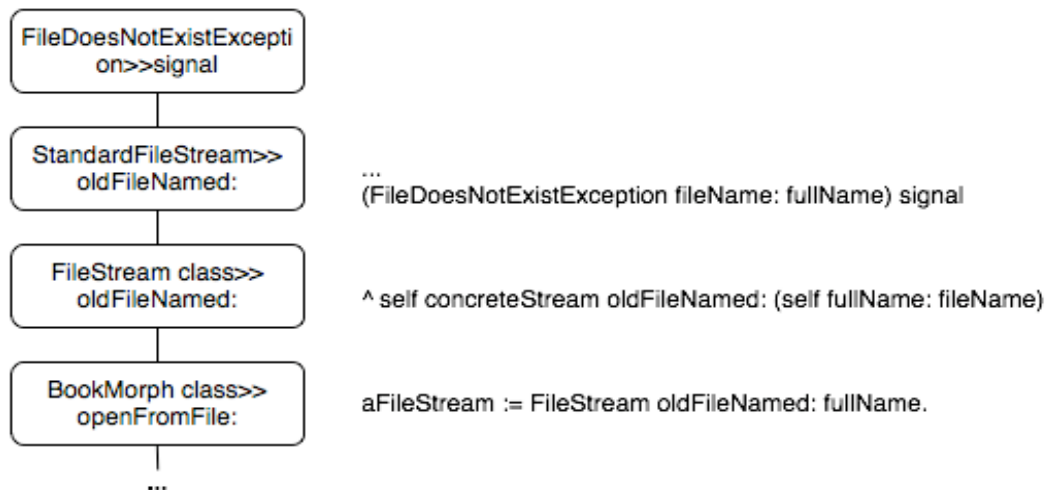 FileDoesNotExistExcepti
on>>signal
StandardFileStream>>
oldFileNamed:
...
(FileDoesNotExistException fileName: fullName) signal
FileStream class>>
oldFileNamed:
^ self concreteStream oldFileNamed: (self fullName: fileName)
BookMorph class>>
openFromFile:
aFileStream := FileStream oldFileNamed: fullName.
...